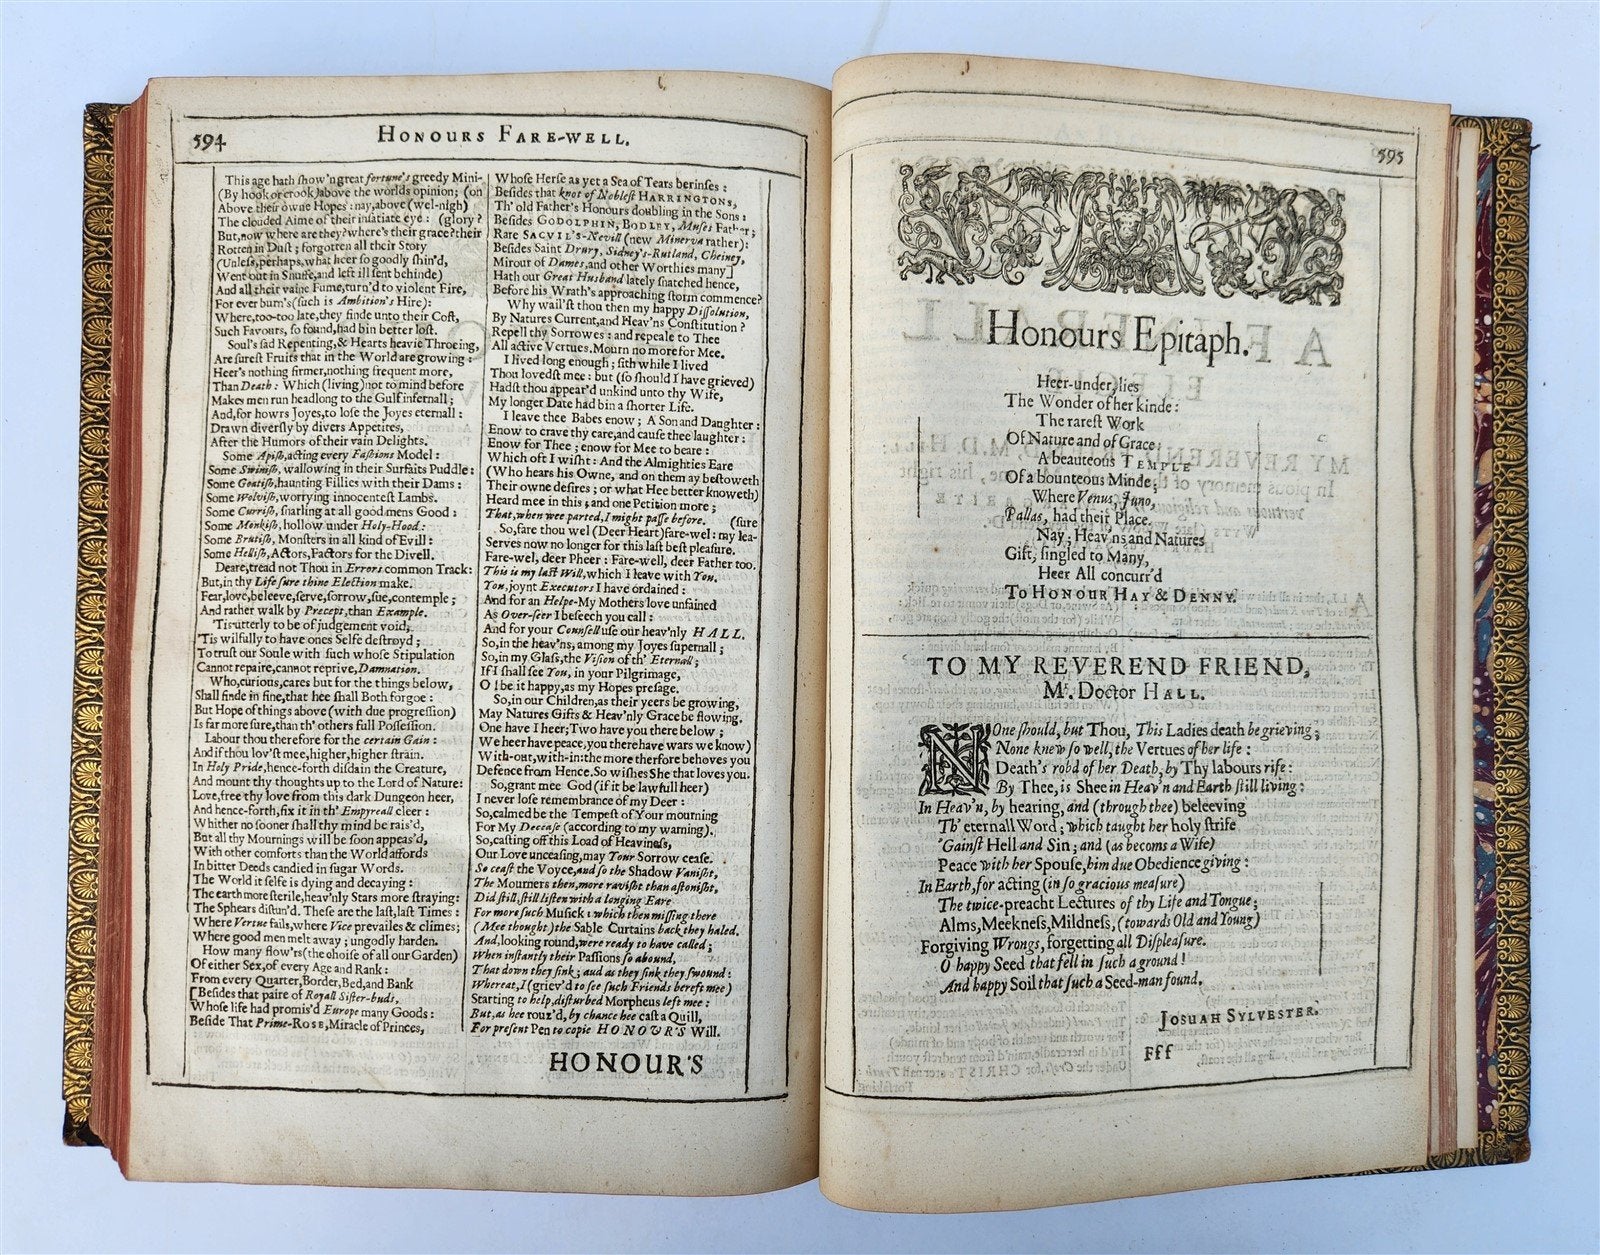 594
HONOURS FARE-WELL.
This age hath ſhow'n great fortune's greedy Mini-
(By hook or crook) above the worlds opinion; (on
Above their owne Hopes: nay, above (wel-nigh)
The clouded Aime of their inſatiate eye: (glory?
But, now where are they? where's their grace? their
Rotten in Duſt; forgotten all their Story
(Unleſs, perhaps, what heer ſo goodly ſhin'd,
Went out in Snuffe, and left ill ſent behinde)
And all their vaine Fume, turn'd to violent Fire,
For ever burn's (ſuch is Ambition's Hire):
Where, too-too late, they finde unto their Coſt,
Such Favours, ſo found, had bin better loſt.
Soul's ſad Repenting, & Hearts heavie Throeing,
Are ſureſt Fruits that in the World are growing:
Heer's nothing firmer, nothing frequent more,
Than Death: Which (living) not to mind before
Makes men run headlong to the Gulf infernall;
And, for howrs Joyes, to loſe the Joyes eternall:
Drawn diverſly by divers Appetites,
After the Humors of their vain Delights.
Some Apiſh, acting every Faſhions Model:
Some Swiniſh, wallowing in their Surfaits Puddle:
Some Goatiſh, haunting Fillies with their Dams:
Some Wolviſh, worrying innocenteſt Lambs.
Some Curriſh, ſnarling at all good mens Good:
Some Monkiſh, hollow under Holy-Hood:
Some Brutiſh, Monſters in all kind of Evill:
Some Helliſh, Actors, Factors for the Divell.
Deare, tread not Thou in Errors common Track:
But, in thy Life ſure thine Election make.
Fear, love, beleeve, ſerve, ſorrow, ſue, contemple;
And rather walk by Precept, than Example.
'Tis utterly to be of judgement void,
'Tis wilfully to have ones Selfe deſtroyd;
To truſt our Soule with ſuch whoſe Stipulation
Cannot repaire, cannot reprive, Damnation.
Who, curious, cares but for the things below,
Shall finde in fine, that hee ſhall Both forgoe:
But Hope of things above (with due progreſſion)
Is far more ſure, than th' others full Poſſeſſion.
Labour thou therefore for the certain Gain:
And if thou lov'ſt mee, higher, higher ſtrain.
In Holy Pride, hence-forth diſdain the Creature,
And mount thy thoughts up to the Lord of Nature:
Love, free thy love from this dark Dungeon heer,
And hence-forth, fix it in th' Empyreall cleer:
Whither no ſooner ſhall thy mind be rais'd,
But all thy Mournings will be ſoon appeas'd,
With other comforts than the World affords
In bitter Deeds candied in ſugar Words.
The World it ſelfe is dying and decaying:
The earth more ſterile, heav'nly Stars more ſtraying:
The Sphears diſtun'd. Theſe are the laſt, laſt Times:
Where Vertue fails, where Vice prevailes & climes;
Where good men melt away; ungodly harden.
How many flow'rs (the choiſe of all our Garden)
Of either Sex, of every Age and Rank:
From every Quarter, Border, Bed, and Bank
[Beſides that paire of Royall Siſter-buds,
Whoſe life had promis'd Europe many Goods:
Beſide That Prime-ROSE, Miracle of Princes,
Whoſe Herſe as yet a Sea of Tears berinſes:
Beſides that knot of Nobleſt HARRINGTONS,
Th' old Father's Honours doubling in the Sons:
Beſides GODOLPHIN, BODLEY, Muſes Father;
Rare SACVIL'S-Nevill (new Minerva rather):
Beſides Saint Drury, Sidney's-Rutland, Cheiney,
Mirour of Dames, and other Worthies many]
Hath our Great Husband lately ſnatched hence,
Before his Wrath's approaching ſtorm commence?
Why wail'ſt thou then my happy Diſſolution,
By Natures Current, and Heav'ns Conſtitution?
Repell thy Sorrowes: and repeale to Thee
All active Vertues. Mourn no more for Mee.
I lived long enough; ſith while I lived
Thou lovedſt mee: but (ſo ſhould I have grieved)
Hadſt thou appear'd unkind unto thy Wife,
My longer Date had bin a ſhorter Life.
I leave thee Babes enow; A Son and Daughter:
Enow to crave thy care, and cauſe thee laughter:
Enow for Thee; enow for Mee to beare:
Which oft I wiſht: And the Almighties Eare
(Who hears his Owne, and on them ay beſtoweth
Their owne deſires; or what Hee better knoweth)
Heard mee in this; and one Petition more;
That, when wee parted, I might paſſe before. (ſure
So, fare thou wel (Deer Heart) fare-wel: my lea-
Serves now no longer for this laſt beſt pleaſure.
Fare-wel, deer Pheer: Fare-well, deer Father too.
This is my laſt Will, which I leave with You.
You, joynt Executors I have ordained:
And for an Helpe-My Mothers love unfained
As Over-ſeer I beſeech you call:
And for your Counſell uſe our heav'nly HALL.
So, in the heav'ns, among my Joyes ſupernall;
So, in my Glaſs, the Viſion of th' Eternall;
If I ſhall ſee You, in your Pilgrimage,
O! be it happy, as my Hopes preſage.
So, in our Children, as their yeers be growing,
May Natures Gifts & Heav'nly Grace be flowing.
One have I heer; Two have you there below;
We heer have peace, you there have wars we know)
With-out, with-in: the more therfore behoves you
Defence from Hence. So wiſhes She that loves you.
So, grant mee God (if it be lawfull heer)
I never loſe remembrance of my Deer:
So, calmed be the Tempeſt of Your mourning
For My Deceaſe (according to my warning).
So, caſting off this Load of Heavineſs,
Our Love unceaſing, may Your Sorrow ceaſe.
So ceaſt the Voyce, and ſo the Shadow Vaniſht,
The Mourners then, more raviſht than aſtoniſht,
Did ſtill, ſtill liſten with a longing Eare
For more ſuch Muſick: which then miſſing there
(Mee thought) the Sable Curtains back they haled.
And, looking round, were ready to have called;
When inſtantly their Paſſions ſo abound,
That down they ſink; aud as they ſink they ſwound:
Whereat, I (griev'd to ſee ſuch Friends bereft mee)
Starting to help, diſturbed Morpheus left mee:
But, as hee rouz'd, by chance hee caſt a Quill,
For preſent Pen to copie HONOUR'S Will.
HONOUR'S
595
Honours Epitaph.
Heer-under, lies
The Wonder of her kinde:
The rareſt Work
Of Nature and of Grace
A beauteous TEMPLE
Of a bounteous Minde;
Where Venus, Juno,
Pallas, had their Place.
Nay; Heav'ns and Natures
Gift, ſingled to Many,
Heer All concurr'd
To HONOUR HAY & DENNY.
TO MY REVEREND FRIEND,
Mr. Doctor HALL.
NOne ſhould, but Thou, This Ladies death be grieving;
None knew ſo well, the Vertues of her life:
Death's robd of her Death, by Thy labours rife:
By Thee, is Shee in Heav'n and Earth ſtill living:
In Heav'n, by hearing, and (through thee) beleeving
Th' eternall Word; which taught her holy ſtrife
'Gainſt Hell and Sin; and (as becoms a Wife)
Peace with her Spouſe, him due Obedience giving:
In Earth, for acting (in ſo gracious meaſure)
The twice-preacht Lectures of thy Life and Tongue;
Alms, Meekneſs, Mildneſs, (towards Old and Young)
Forgiving Wrongs, forgetting all Diſpleaſure.
O happy Seed that fell in ſuch a ground!
And happy Soil that ſuch a Seed-man found.
JOSUAH SYLVESTER.
Fff